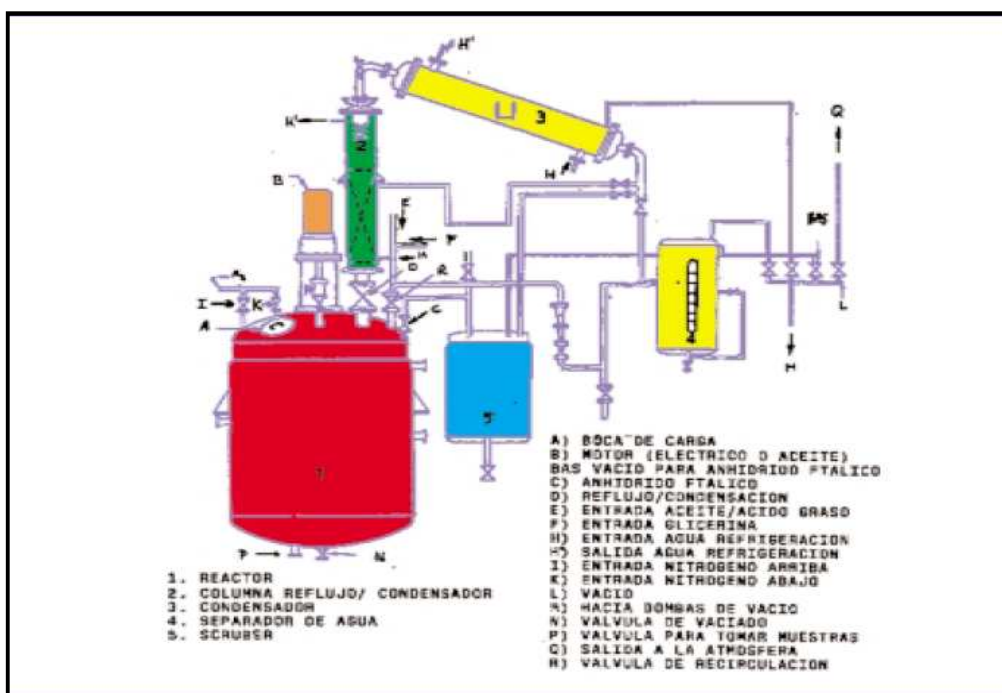 H'
K'
2
3
Q
B
H
E
F
D
R
I
K
C
A
L
4
5
1
P
N
A) BOCA DE CARGA
B) MOTOR (ELECTRICO O ACEITE)
BAS VACIO PARA ANHIDRIDO FTALICO
C) ANHIDRIDO FTALICO
D) REFLUJO/CONDENSACION
E) ENTRADA ACEITE/ACIDO GRASO
F) ENTRADA GLICERINA
H) ENTRADA AGUA REFRIGERACION
H') SALIDA AGUA REFRIGERACION
I) ENTRADA NITROGENO ARRIBA
K) ENTRADA NITROGENO ABAJO
L) VACIO
M) HACIA BOMBAS DE VACIO
N) VALVULA DE VACIADO
P) VALVULA PARA TOMAR MUESTRAS
Q) SALIDA A LA ATMOSFERA
R) VALVULA DE RECIRCULACION
1. REACTOR
2. COLUMNA REFLUJO/ CONDENSADOR
3. CONDENSADOR
4. SEPARADOR DE AGUA
5. SCRUBER